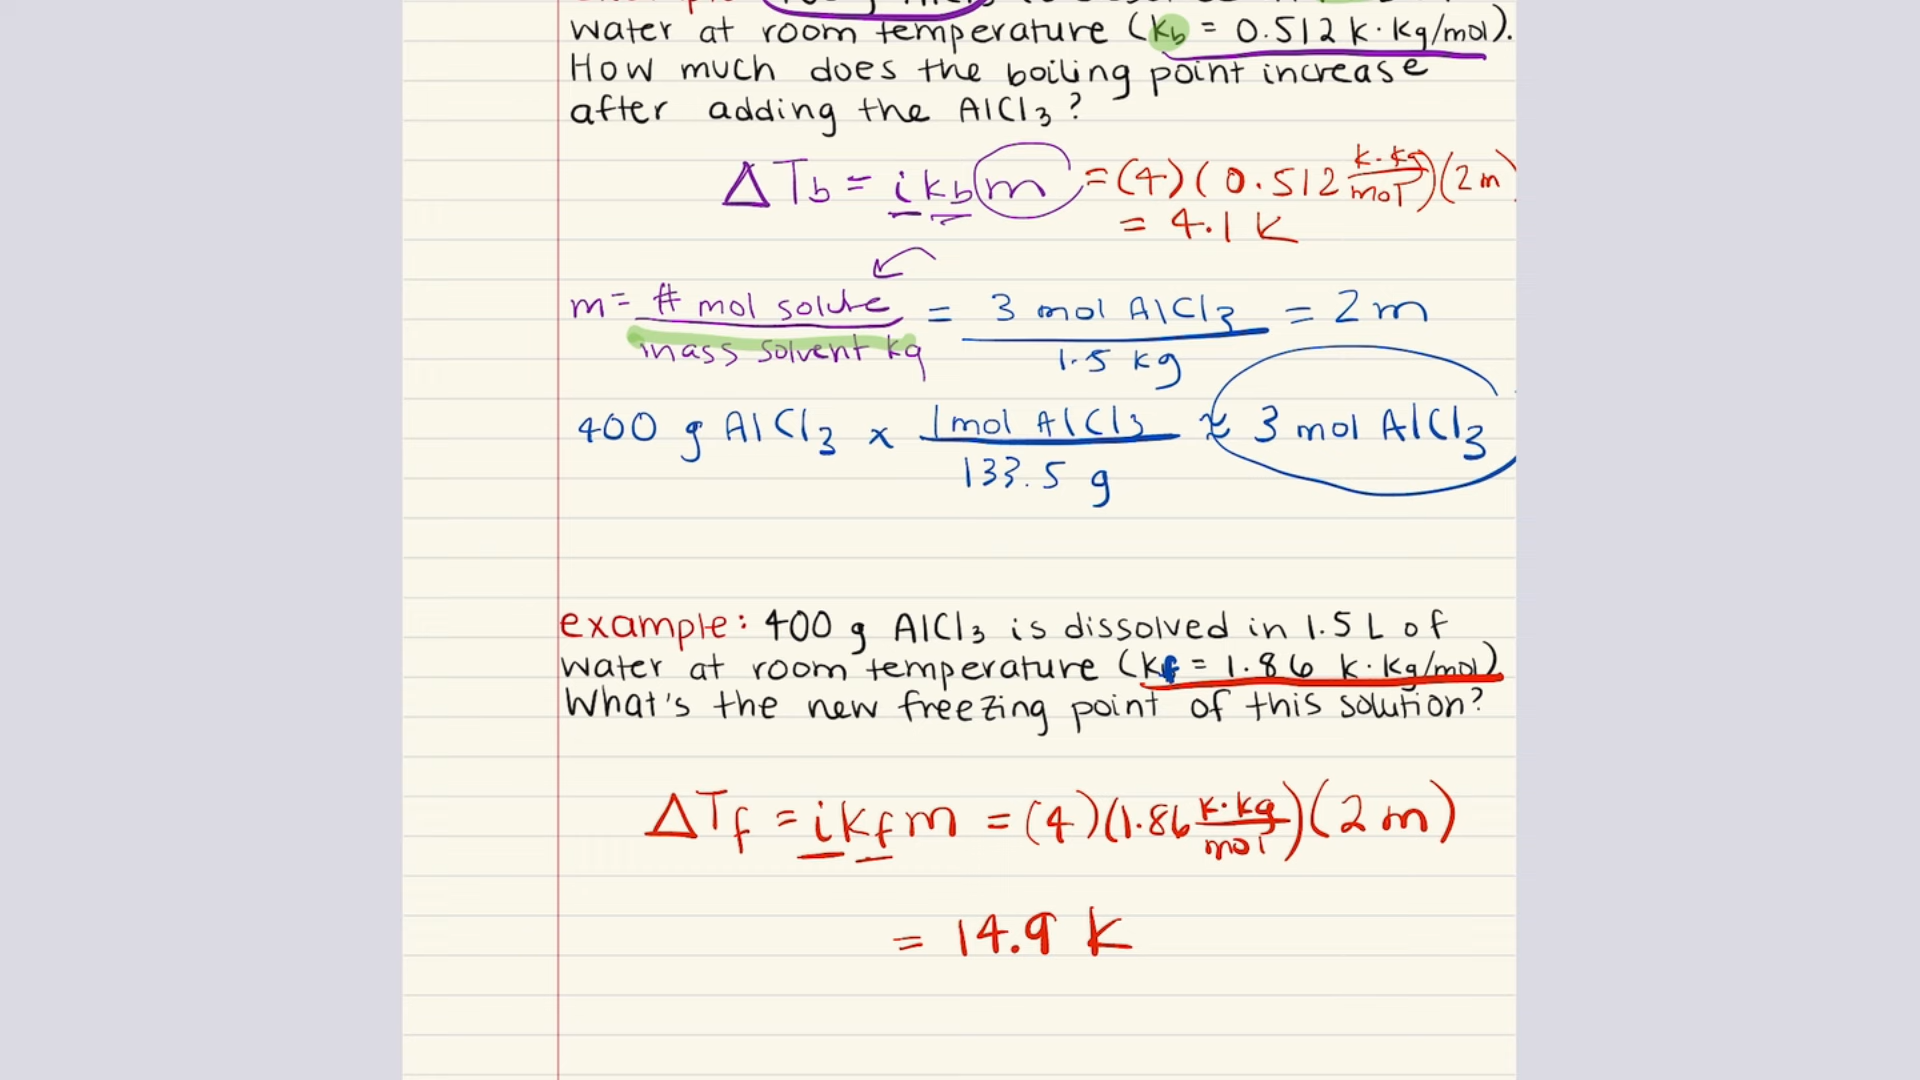 water at room temperature (kb = 0.512 k·kg/mol).
How much does the boiling point increase
after adding the AlCl3?
ΔTb = ikbm = (4)(0.512 k·kg/mol)(2m)
= 4.1 K
m = # mol solute / mass solvent kg = 3 mol AlCl3 / 1.5 kg = 2m
400 g AlCl3 x 1mol AlCl3 / 133.5 g ≈ 3 mol AlCl3
example: 400 g AlCl3 is dissolved in 1.5 L of
water at room temperature (kf = 1.86 k·kg/mol)
What's the new freezing point of this solution?
ΔTf = ikfm = (4)(1.86 k·kg/mol)(2m)
= 14.9 K